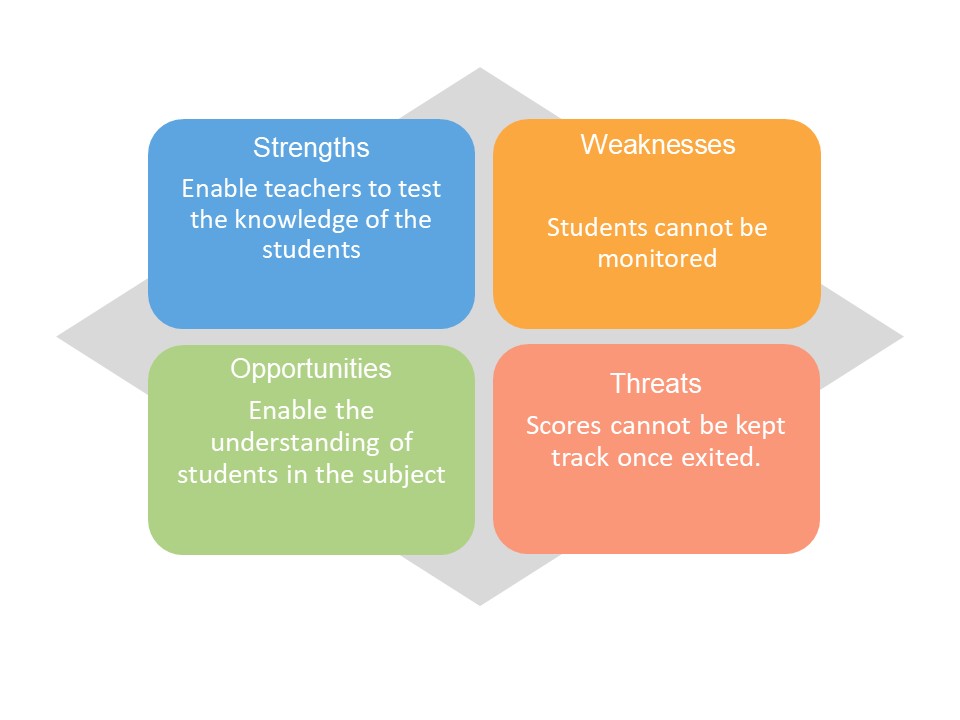 Strengths
Enable teachers to test
the knowledge of the
students
Weaknesses
Students cannot be
monitored
Opportunities
Enable the
understanding of
students in the subject
Threats
Scores cannot be kept
track once exited.